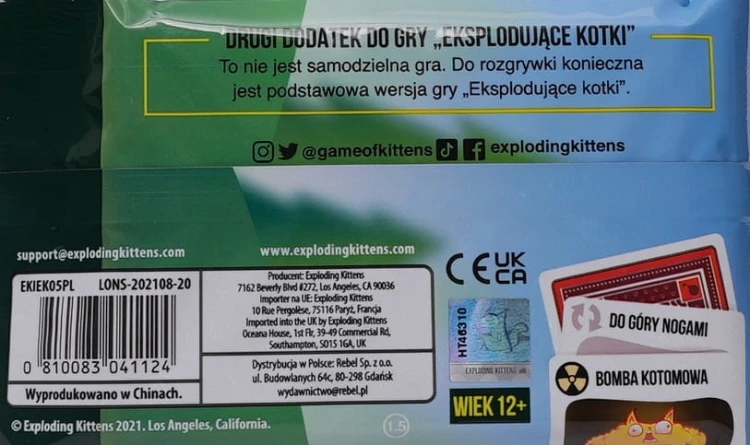 DRUGI DODATEK DO GRY „EKSPLODUJĄCE KOTKI”
To nie jest samodzielna gra. Do rozgrywki konieczna
jest podstawowa wersja gry „Eksplodujące kotki”.
@gameofkittens explodingkittens
support@explodingkittens.com
www.explodingkittens.com
EKIEK05PL LONS-202108-20
0 810083 041124
Wyprodukowano w Chinach.
Producent: Exploding Kittens
7162 Beverly Blvd #272, Los Angeles, CA 90036
Importer na UE: Exploding Kittens
10 Rue Pergolèse, 75116 Paryż, Francja
Imported into the UK by Exploding Kittens
Ocean House, 1st Flr, 39-49 Commercial Rd,
Southampton, SO15 1GA, UK
Dystrybucja w Polsce: Rebel Sp. z o.o.
ul. Budowlanych 64c, 80-298 Gdańsk
wydawnictwo@rebel.pl
CE UK
CA
HT46310
EXPLODING KITTENS
WIEK 12+
DO GÓRY NOGAMI
BOMBA KOTOMOWA
© Exploding Kittens 2021. Los Angeles, California.
1.5